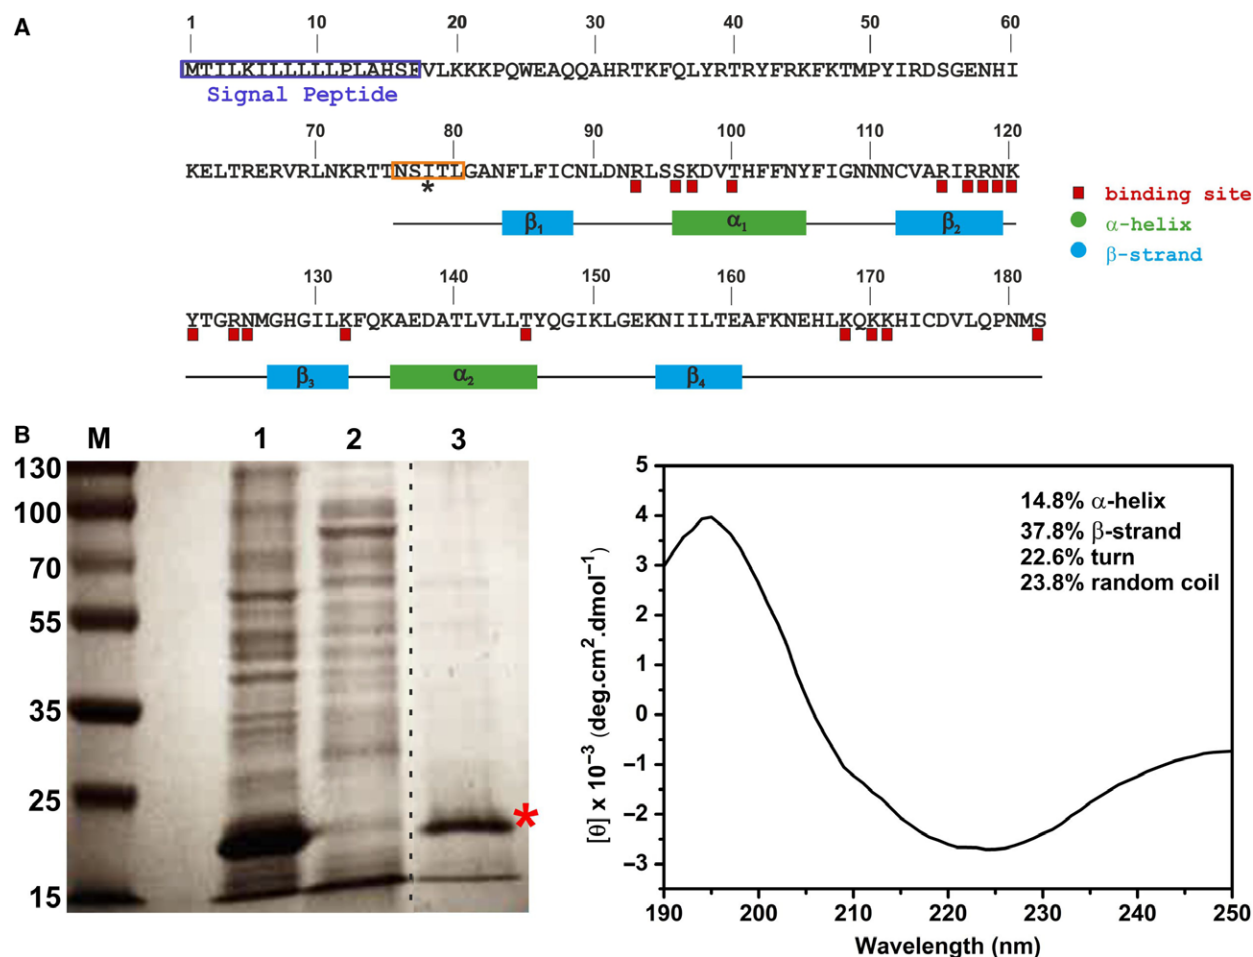 A
1 10 20 30 40 50 60
MTILKILLLLLPLAHSFVLKKKPQWEAQQAHRTKFQLYRTRYFRKFKTMPYIRDSGENHI
Signal Peptide
70 80 90 100 110 120
KELTRERVRLNKRTTNSITLGANFLFICNLDNRLSSKDVTHFFNYFIGNNNCVARIRRNK
*
β₁ α₁ β₂
binding site
α-helix
β-strand
130 140 150 160 170 180
YTGRNMGHGILKFQKAEDATLVLLTYQGIKLGEKNIILTEAFKNEHLKQKKHICDVLQPNMS
β₃ α₂ β₄
B M 1 2 3
130
100
70
55
35
25
15
*
5
4
3
2
1
0
−1
−2
−3
[θ] x 10⁻³ (deg.cm².dmol⁻¹)
14.8% α-helix
37.8% β-strand
22.6% turn
23.8% random coil
190 200 210 220 230 240 250
Wavelength (nm)